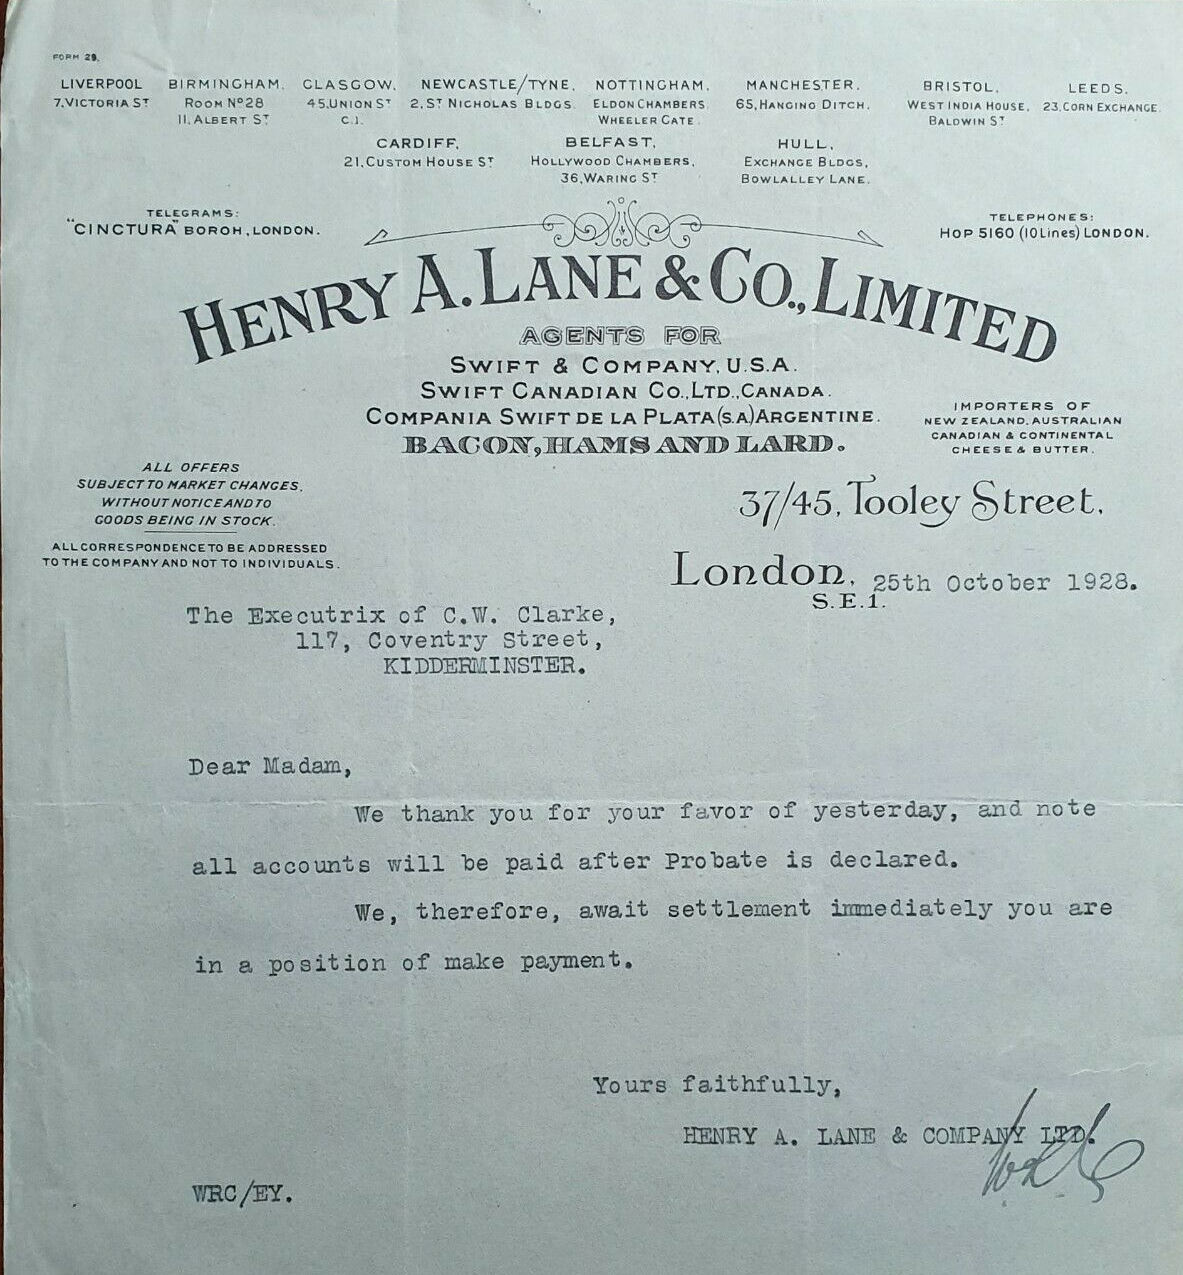 FORM 29.
LIVERPOOL
7, VICTORIA ST
BIRMINGHAM.
ROOM Nº 28
11, ALBERT ST
GLASGOW.
45, UNION ST
C.1.
NEWCASTLE/TYNE.
2, ST NICHOLAS BLDGS.
NOTTINGHAM.
ELDON CHAMBERS
WHEELER GATE.
MANCHESTER.
65, HANGING DITCH.
BRISTOL.
WEST INDIA HOUSE,
BALDWIN ST
LEEDS.
23, CORN EXCHANGE.
CARDIFF.
21, CUSTOM HOUSE ST
BELFAST.
HOLLYWOOD CHAMBERS,
36, WARING ST
HULL.
EXCHANGE BLDGS,
BOWLALLEY LANE.
TELEGRAMS:
"CINCTURA" BOROH, LONDON.
TELEPHONES:
HOP 5160 (10 LINES) LONDON.
HENRY A. LANE & CO., LIMITED
AGENTS FOR
SWIFT & COMPANY, U.S.A.
SWIFT CANADIAN CO., LTD., CANADA.
COMPANIA SWIFT DE LA PLATA (S.A) ARGENTINE.
BACON, HAMS AND LARD.
IMPORTERS OF
NEW ZEALAND, AUSTRALIAN
CANADIAN & CONTINENTAL
CHEESE & BUTTER.
ALL OFFERS
SUBJECT TO MARKET CHANGES,
WITHOUT NOTICE AND TO
GOODS BEING IN STOCK.
ALL CORRESPONDENCE TO BE ADDRESSED
TO THE COMPANY AND NOT TO INDIVIDUALS.
37/45, Tooley Street,
London, 25th October 1928.
S.E.1.
The Executrix of C.W. Clarke,
117, Coventry Street,
KIDDERMINSTER.
Dear Madam,
We thank you for your favor of yesterday, and note
all accounts will be paid after Probate is declared.
We, therefore, await settlement immediately you are
in a position of make payment.
Yours faithfully,
HENRY A. LANE & COMPANY LTD.
WRC/EY.